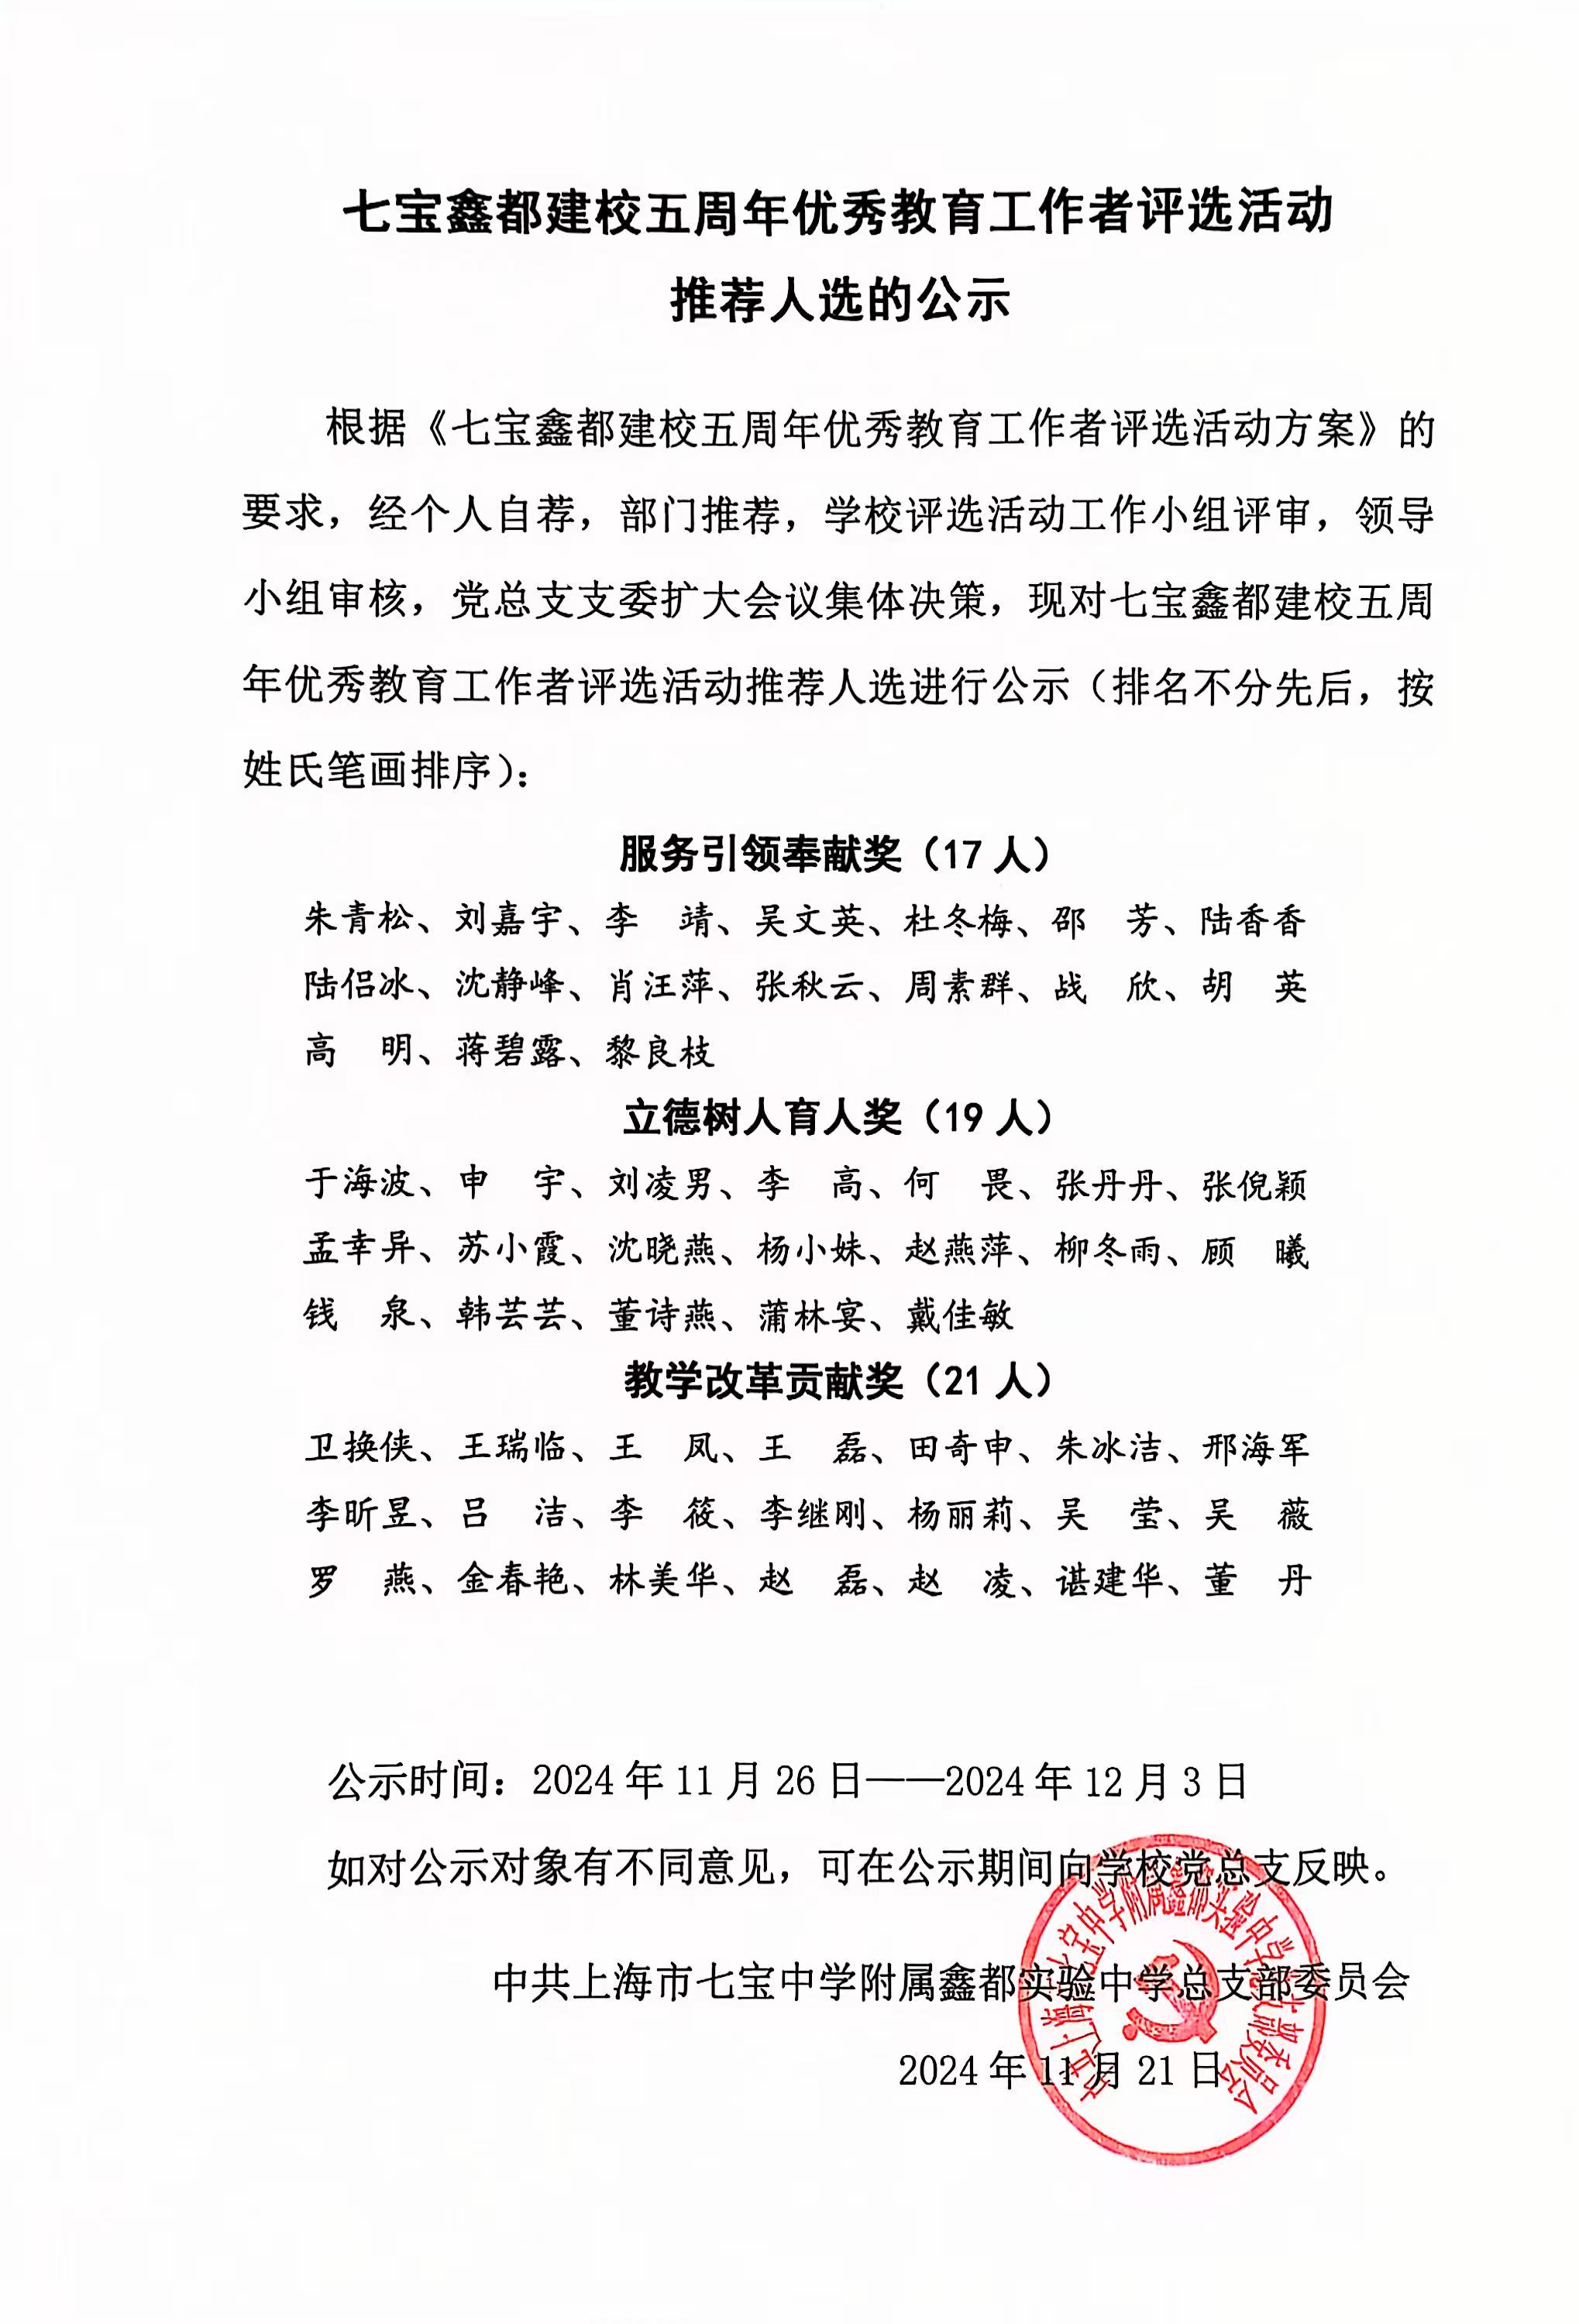 七宝鑫都建校五周年优秀教育工作者评选活动
推荐人选的公示
根据《七宝鑫都建校五周年优秀教育工作者评选活动方案》的
要求，经个人自荐，部门推荐，学校评选活动工作小组评审，领导
小组审核，党总支支委扩大会议集体决策，现对七宝鑫都建校五周
年优秀教育工作者评选活动推荐人选进行公示（排名不分先后，按
姓氏笔画排序）：
服务引领奉献奖（17 人）
朱青松、刘嘉宇、李　靖、吴文英、杜冬梅、邵　芳、陆香香
陆侣冰、沈静峰、肖汪萍、张秋云、周素群、战　欣、胡　英
高　明、蒋碧露、黎良枝
立德树人育人奖（19 人）
于海波、申　宇、刘凌男、李　高、何　畏、张丹丹、张倪颖
孟幸异、苏小霞、沈晓燕、杨小妹、赵燕萍、柳冬雨、顾　曦
钱　泉、韩芸芸、董诗燕、蒲林宴、戴佳敏
教学改革贡献奖（21 人）
卫换侠、王瑞临、王　凤、王　磊、田奇申、朱冰洁、邢海军
李昕昱、吕　洁、李　筱、李继刚、杨丽莉、吴　莹、吴　薇
罗　燕、金春艳、林美华、赵　磊、赵　凌、谌建华、董　丹
公示时间：2024 年 11 月 26 日——2024 年 12 月 3 日
如对公示对象有不同意见，可在公示期间向学校党总支反映。
中共上海市七宝中学附属鑫都实验中学总支部委员会
2024 年 11 月 21 日
中共上海市七宝中学附属鑫都实验中学总支部委员会